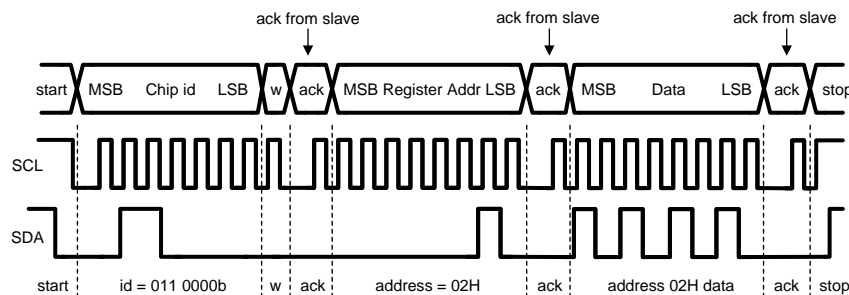 ack from slave ack from slave ack from slave
start MSB Chip id LSB w ack MSB Register Addr LSB ack MSB Data LSB ack stop
SCL
SDA
start id = 011 0000b w ack address = 02H ack address 02H data ack stop